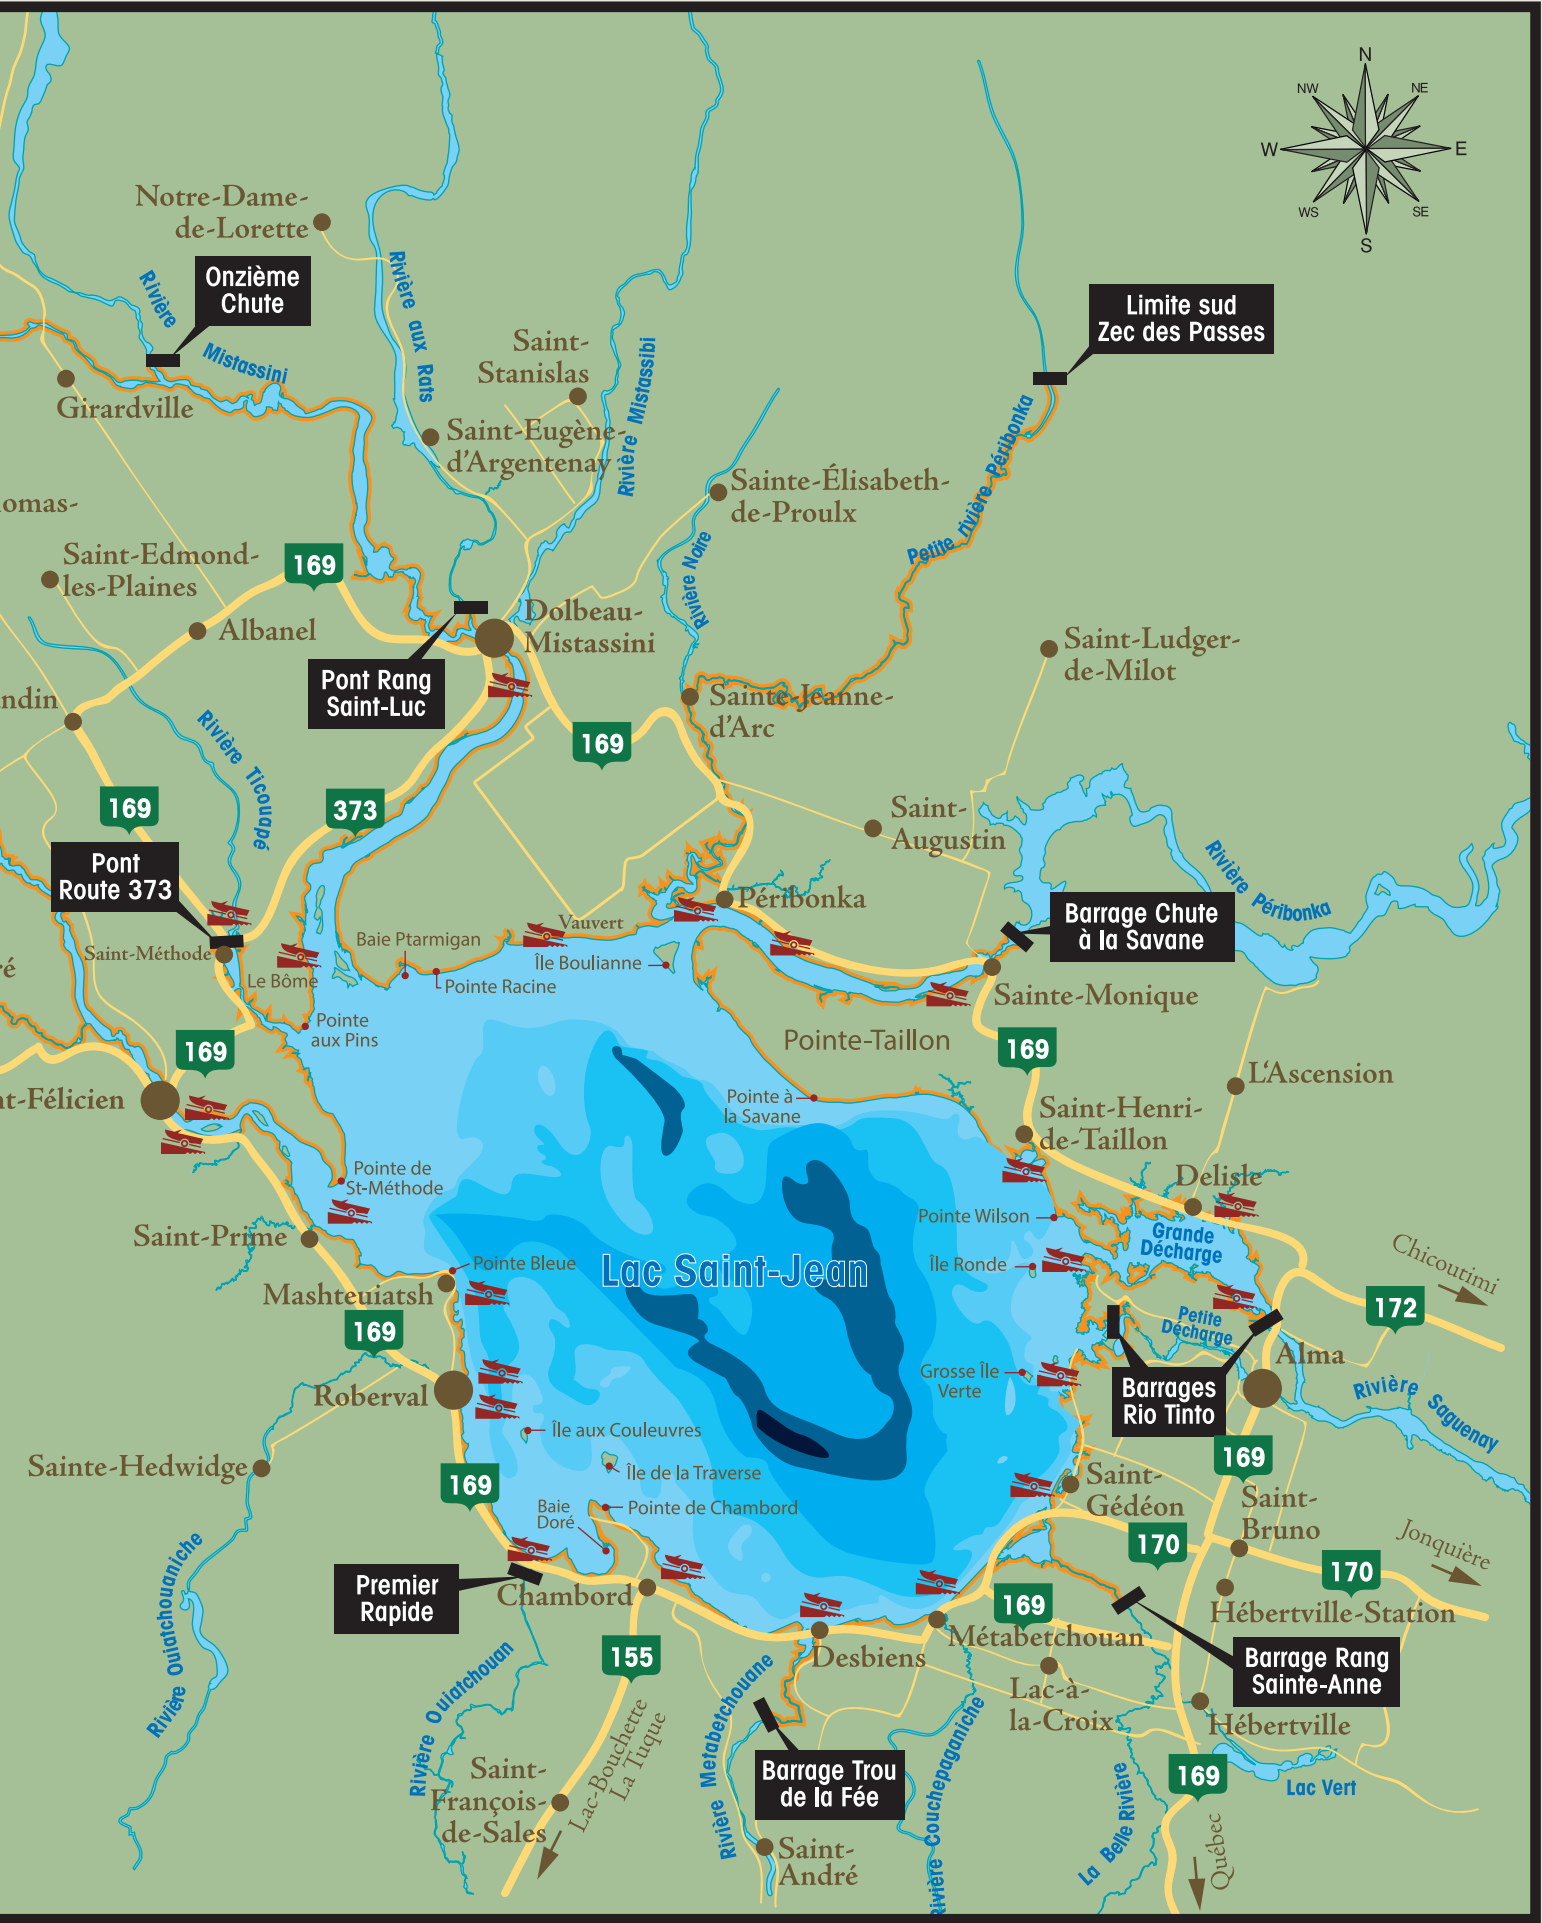 N
NW
NE
W
E
WS
SE
S
Notre-Dame-
de-Lorette
Onzième
Chute
Rivière
Mistassini
Rivière aux Rats
Girardville
Saint-
Stanislas
Saint-Eugène-
d'Argentenay
Rivière Mistassibi
Limite sud
Zec des Passes
Petite rivière Péribonka
Sainte-Élisabeth-
de-Proulx
Rivière Noire
omas-
Saint-Edmond-
les-Plaines
169
Albanel
Dolbeau-
Mistassini
Pont Rang
Saint-Luc
Saint-Ludger-
de-Milot
Sainte-Jeanne-
d'Arc
ndin
Rivière Ticouapé
169
169
373
Saint-
Augustin
Pont
Route 373
Rivière Péribonka
Péribonka
Barrage Chute
à la Savane
Vauvert
Baie Ptarmigan
Saint-Méthode
Île Boulianne
ré
Le Bôme
Pointe Racine
Sainte-Monique
Pointe
aux Pins
Pointe-Taillon
169
169
nt-Félicien
L'Ascension
Pointe à
la Savane
Saint-Henri-
de-Taillon
Pointe de
St-Méthode
Delisle
Pointe Wilson
Saint-Prime
Grande
Décharge
Chicoutimi
Pointe Bleue
Lac Saint-Jean
Île Ronde
Mashteuiatsh
172
169
Petite
Décharge
Alma
Grosse Île
Verte
Barrages
Rio Tinto
Rivière Saguenay
Roberval
Île aux Couleuvres
169
Sainte-Hedwidge
Île de la Traverse
169
Saint-
Gédéon
Baie
Doré
Pointe de Chambord
Saint-
Bruno
170
Jonquière
170
Rivière Ouiatchouaniche
Premier
Rapide
Chambord
169
Hébertville-Station
Métabetchouan
155
Desbiens
Barrage Rang
Sainte-Anne
Rivière Ouiatchouan
Lac-à-
la-Croix
Hébertville
Lac-Bouchette
La Tuque
Rivière Metabetchouane
Rivière Couchepaganiche
Saint-
François-
de-Sales
Barrage Trou
de la Fée
169
Lac Vert
La Belle Rivière
Québec
Saint-
André